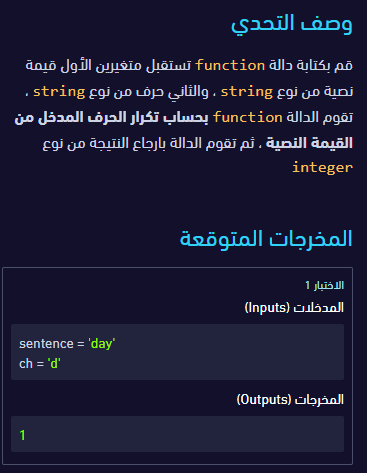 وصف التحدي
قم بكتابة دالة function تستقبل متغيرين الأول قيمة
نصية من نوع string ، والثاني حرف من نوع string ،
تقوم الدالة function بحساب تكرار الحرف المدخل من
القيمة النصية ، ثم تقوم الدالة بارجاع النتيجة من نوع
integer
المخرجات المتوقعة
الاختبار 1
المدخلات (Inputs)
sentence = 'day'
ch = 'd'
المخرجات (Outputs)
1